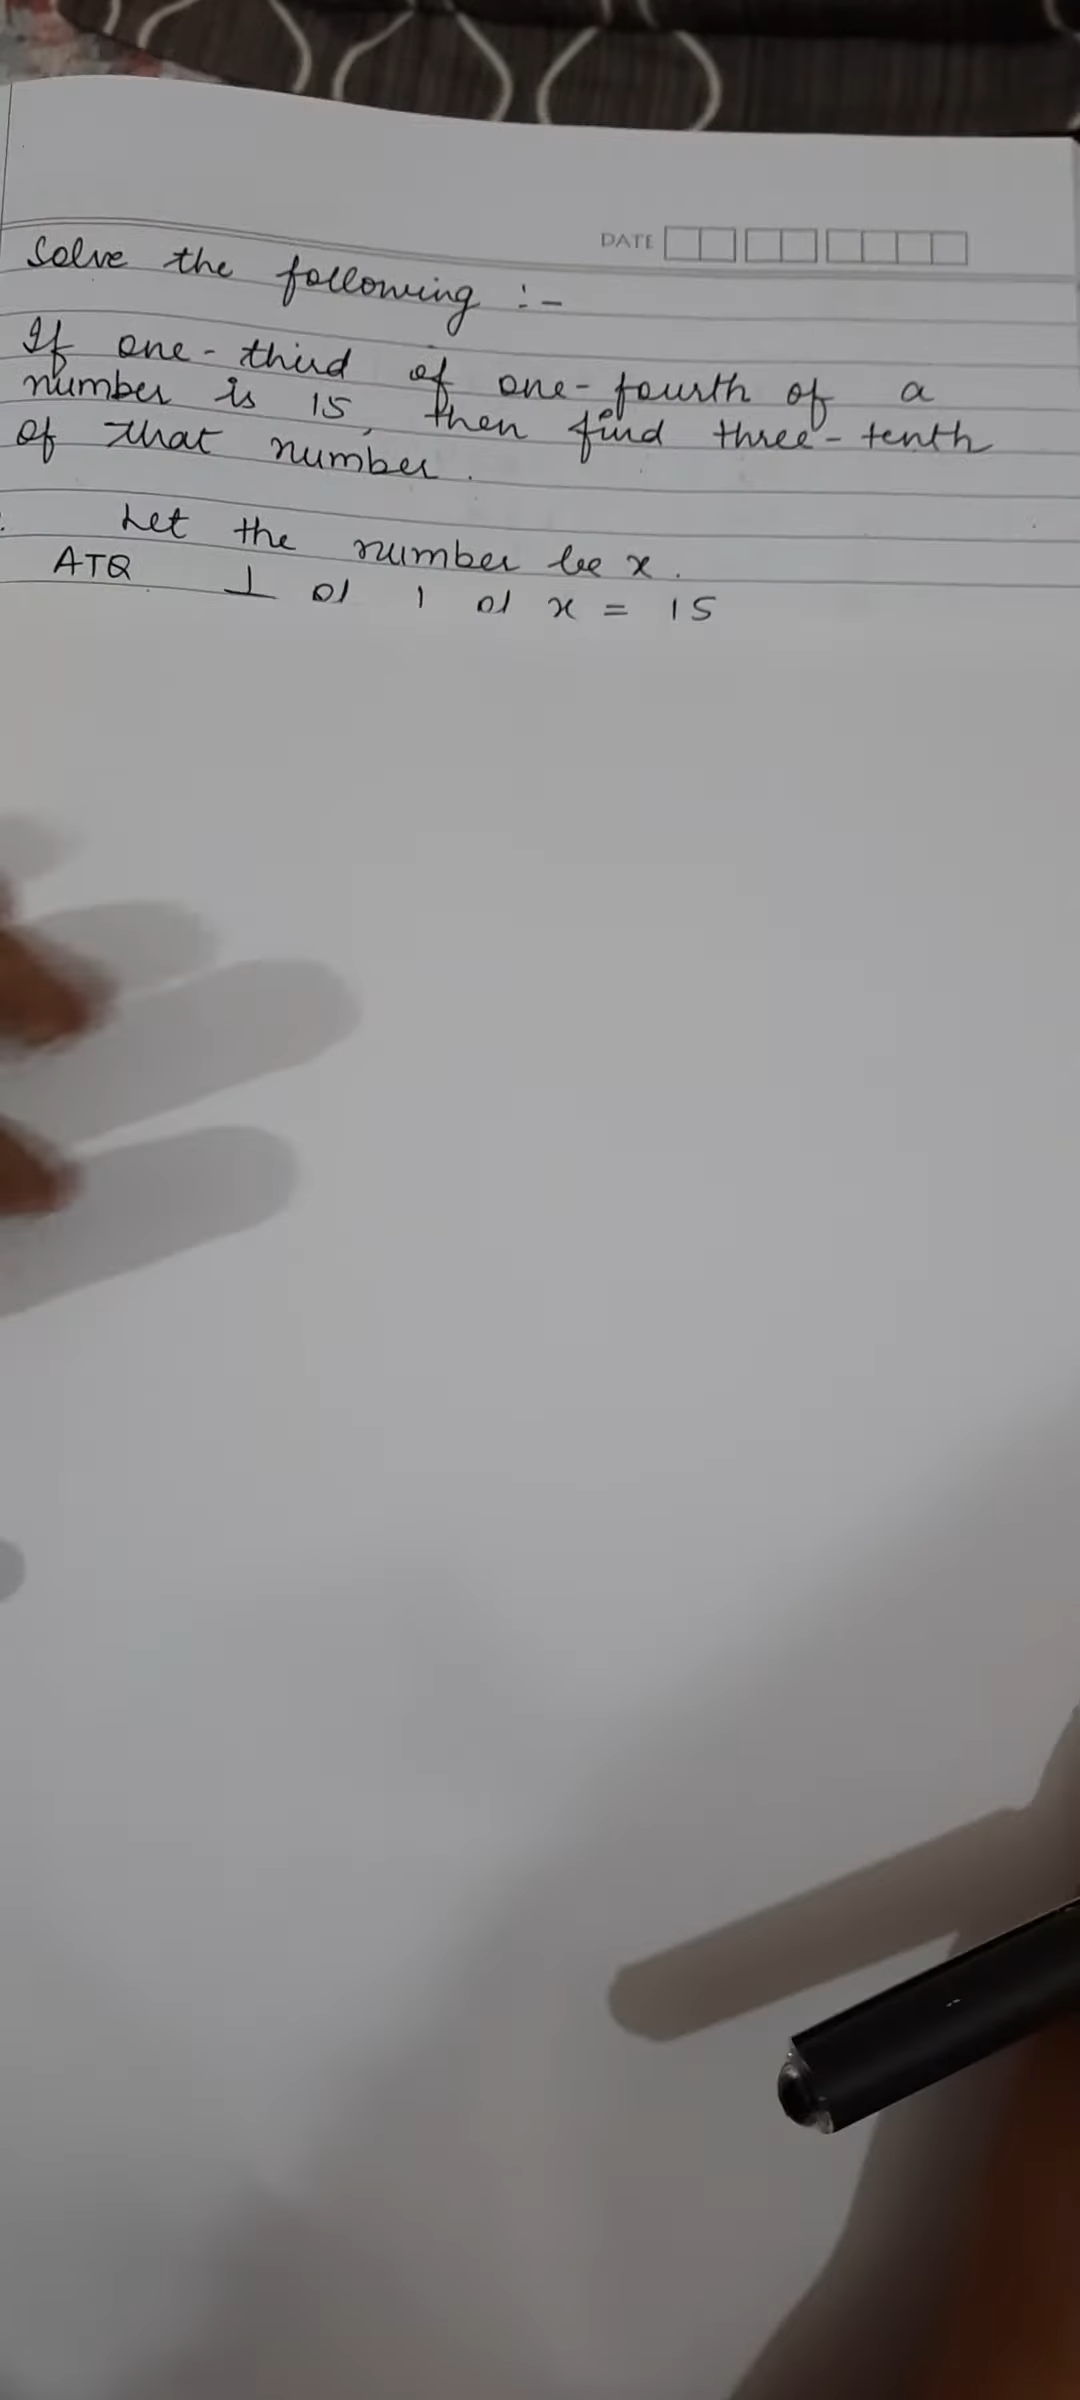 DATE
Solve the following :-
If one-third of one-fourth of a
number is 15, then find three-tenth
of that number.
Let the number be x.
ATQ 1 of 1 of x = 15